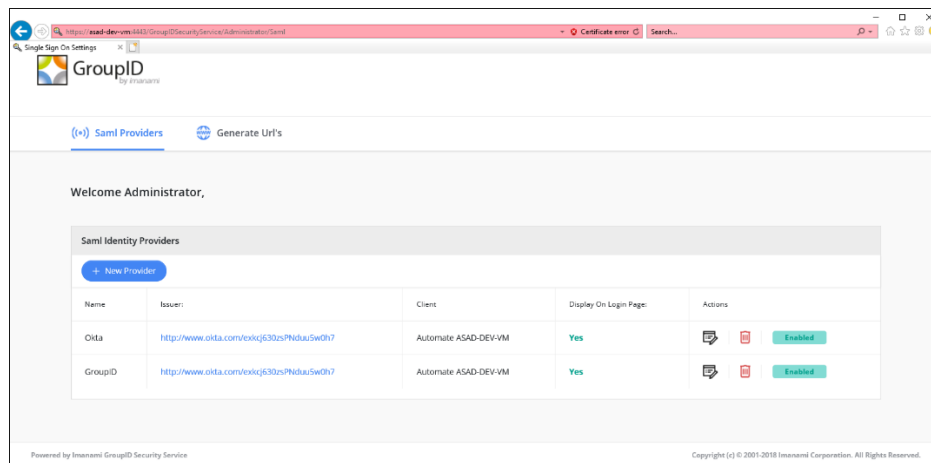 https://asad-dev-vm:4443/GroupIDSecurityService/Administrator/Saml
Certificate error
Search...
Single Sign On Settings
GroupID
by imanami
Saml Providers
Generate Url's
Welcome Administrator,
Saml Identity Providers
+ New Provider
Name Issuer: Client Display On Login Page: Actions
Okta http://www.okta.com/exkcj630zsPNduu5w0h7 Automate ASAD-DEV-VM Yes Enabled
GroupID http://www.okta.com/exkcj630zsPNduu5w0h7 Automate ASAD-DEV-VM Yes Enabled
Powered by Imanami GroupID Security Service
Copyright (c) © 2001-2018 Imanami Corporation. All Rights Reserved.